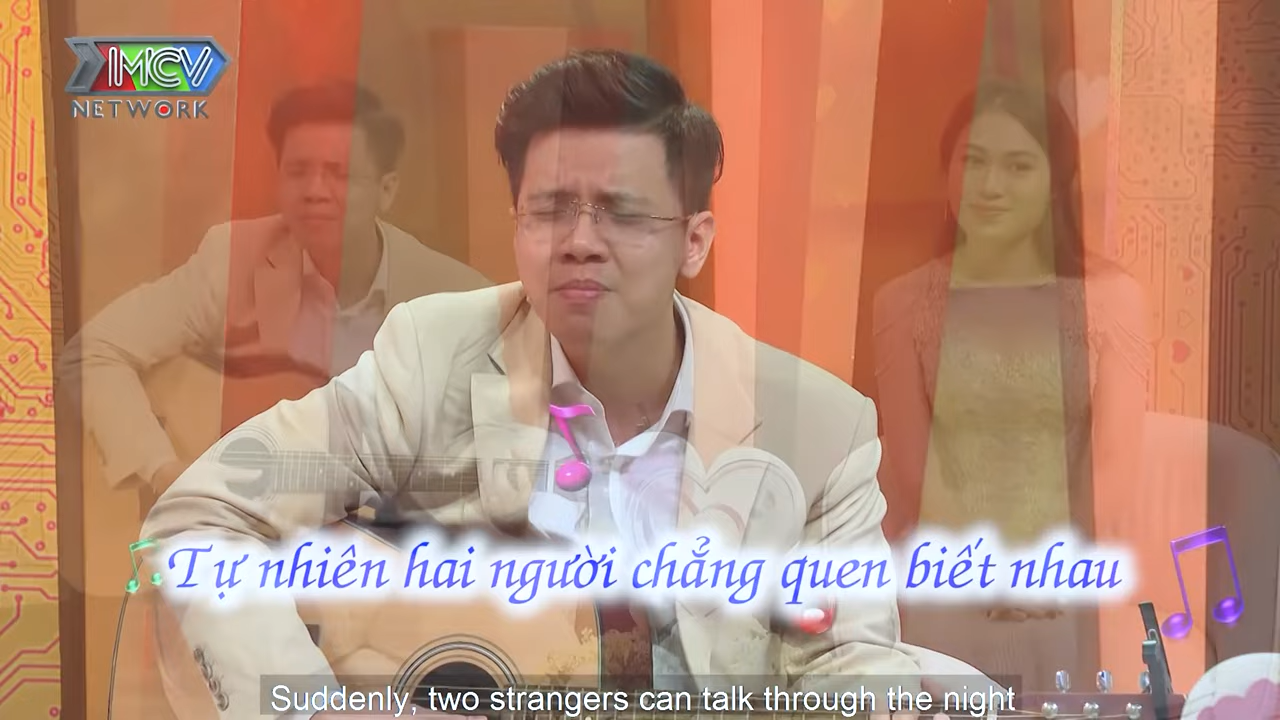 MCV
NETWORK
Tự nhiên hai người chẳng quen biết nhau
Suddenly, two strangers can talk through the night